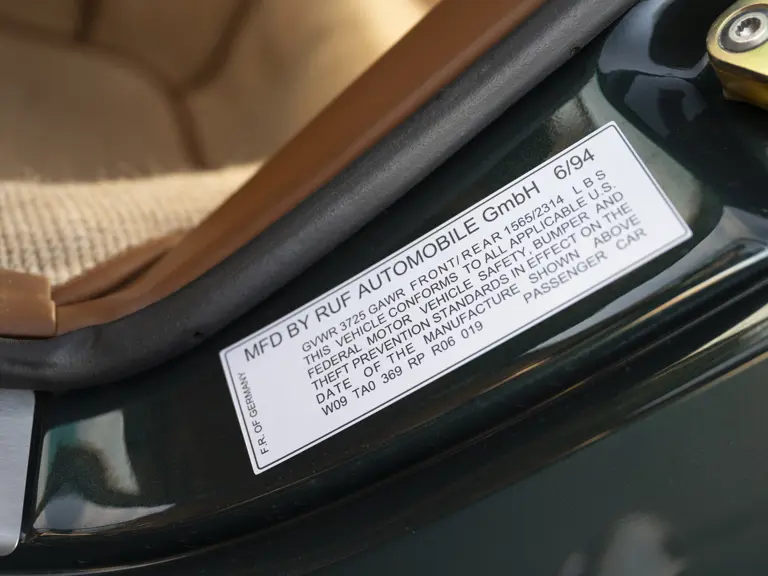 MFD BY RUF AUTOMOBILE GmbH 6/94
GVWR 3725 GAWR FRONT/REAR 1565/2314 LBS
THIS VEHICLE CONFORMS TO ALL APPLICABLE U.S.
FEDERAL MOTOR VEHICLE SAFETY, BUMPER AND
THEFT PREVENTION STANDARDS IN EFFECT ON THE
DATE OF THE MANUFACTURE SHOWN ABOVE
W09 TA0 369 RP R06 019 PASSENGER CAR
F.R. OF GERMANY